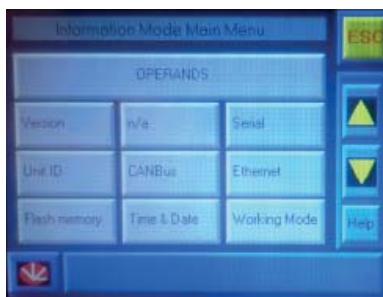 Information Mode Main Menu
ESC
OPERANDS
Version
n/a
Serial
Unit ID
CANBus
Ethernet
Flash memory
Time & Date
Working Mode
Help